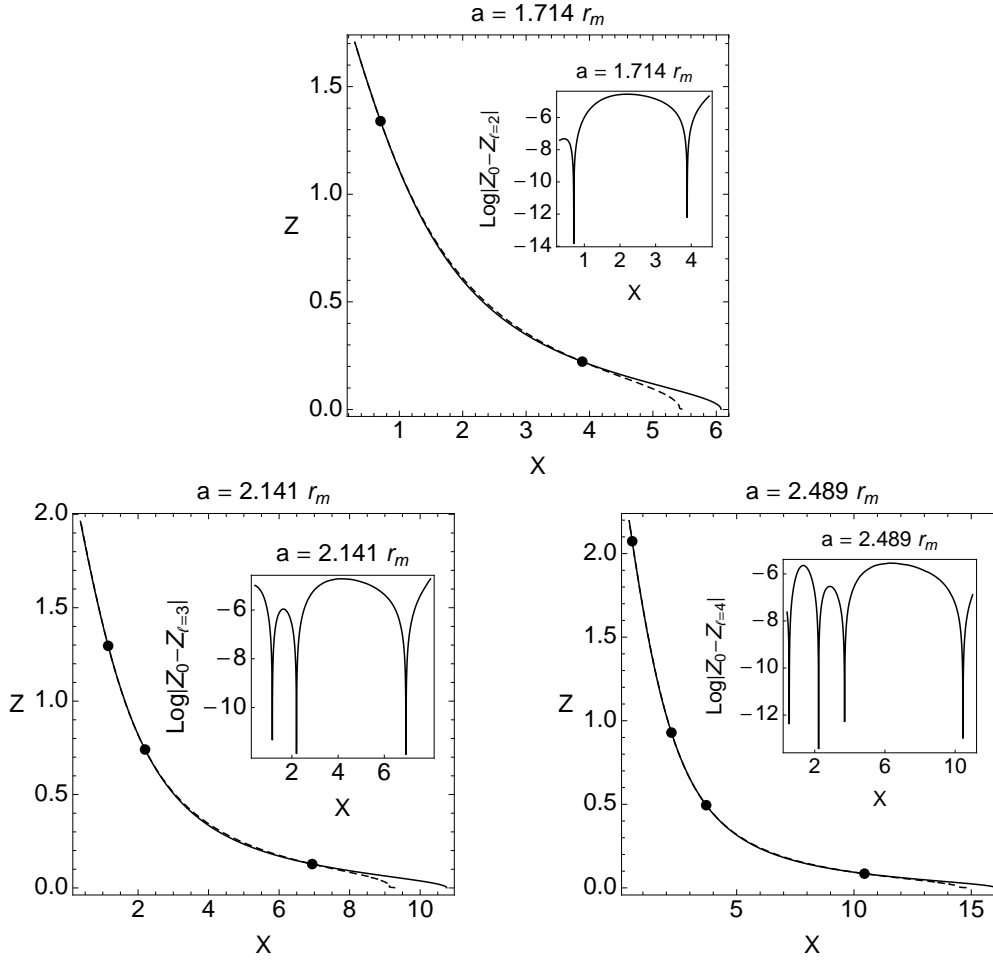 a = 1.714 r_m
1.5
1.0
0.5
0.0
Z
1 2 3 4 5 6
X
a = 1.714 r_m
−6
−8
−10
−12
−14
Log|Z_0−Z_{ℓ=2}|
1 2 3 4
X
a = 2.141 r_m
2.0
1.5
1.0
0.5
0.0
Z
2 4 6 8 10
X
a = 2.141 r_m
−6
−8
−10
Log|Z_0−Z_{ℓ=3}|
2 4 6
X
a = 2.489 r_m
2.0
1.5
1.0
0.5
0.0
Z
5 10 15
X
a = 2.489 r_m
−6
−8
−10
−12
Log|Z_0−Z_{ℓ=4}|
2 6 10
X